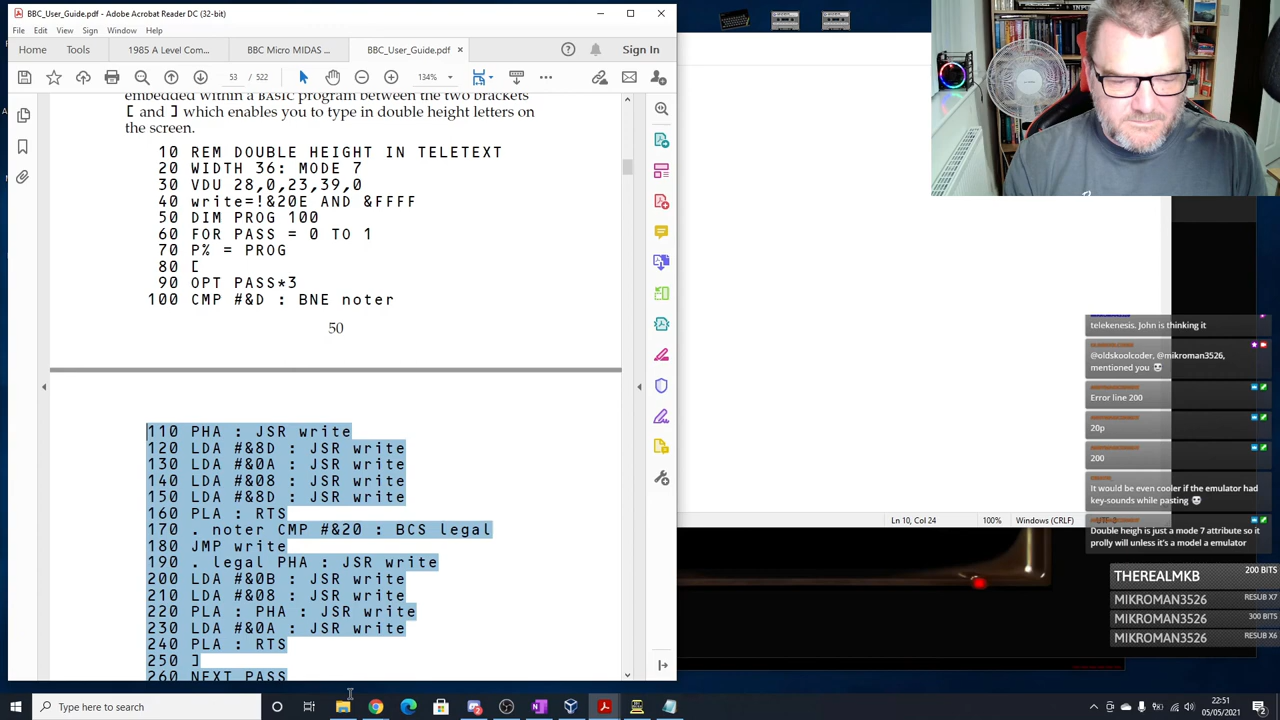 BBC_User_Guide.pdf - Adobe Acrobat Reader DC (32-bit)
File Edit View Sign Window Help
Home Tools 1985 A Level Com... BBC Micro MIDAS ... BBC_User_Guide.pdf × Sign In
53 / 522 134%
embedded within a BASIC program between the two brackets
[ and ] which enables you to type in double height letters on
the screen.
10 REM DOUBLE HEIGHT IN TELETEXT
20 WIDTH 36: MODE 7
30 VDU 28,0,23,39,0
40 write=!&20E AND &FFFF
50 DIM PROG 100
60 FOR PASS = 0 TO 1
70 P% = PROG
80 [
90 OPT PASS*3
100 CMP #&D : BNE noter
50
110 PHA : JSR write
120 LDA #&8D : JSR write
130 LDA #&0A : JSR write
140 LDA #&08 : JSR write
150 LDA #&8D : JSR write
160 PLA : RTS
170 . noter CMP #&20 : BCS legal
180 JMP write
190 . legal PHA : JSR write
200 LDA #&0B : JSR write
210 LDA #&08 : JSR write
220 PLA : PHA : JSR write
230 LDA #&0A : JSR write
240 PLA : RTS
250 ]
260 NEXT PASS
Ln 10, Col 24 100% Windows (CRLF)
telekenesis. John is thinking it
@oldskoolcoder, @mikroman3526,
mentioned you
Error line 200
20p
200
It would be even cooler if the emulator had
key-sounds while pasting
Double heigh is just a mode 7 attribute so it
prolly will unless it's a model a emulator
THEREALMKB 200 BITS
MIKROMAN3526 RESUB X7
MIKROMAN3526 300 BITS
MIKROMAN3526 RESUB X6
Type here to search
22:51
05/05/2021